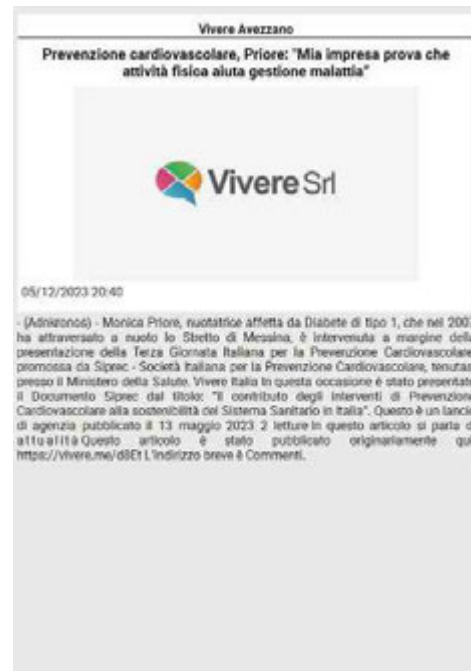 Vivere Avezzano
Prevenzione cardiovascolare, Priore: "Mia impresa prova che
attività fisica aiuta gestione malattia"
Vivere Srl
05/12/2023 20:40
- (Adnkronos) - Monica Priore, nuotatrice affetta da Diabete di tipo 1, che nel 2007
ha attraversato a nuoto lo Stretto di Messina, è intervenuta a margine della
presentazione della Terza Giornata Italiana per la Prevenzione Cardiovascolare
promossa da Siprec - Società Italiana per la Prevenzione Cardiovascolare, tenutasi
presso il Ministero della Salute. Vivere Italia In questa occasione è stato presentato
il Documento Siprec dal titolo: "Il contributo degli interventi di Prevenzione
Cardiovascolare alla sostenibilità del Sistema Sanitario in Italia". Questo è un lancio
di agenzia pubblicato il 13 maggio 2023 2 letture In questo articolo si parla di
attualità Questo articolo è stato pubblicato originariamente qui
https://vivere.me/d8Et L'indirizzo breve è Commenti.